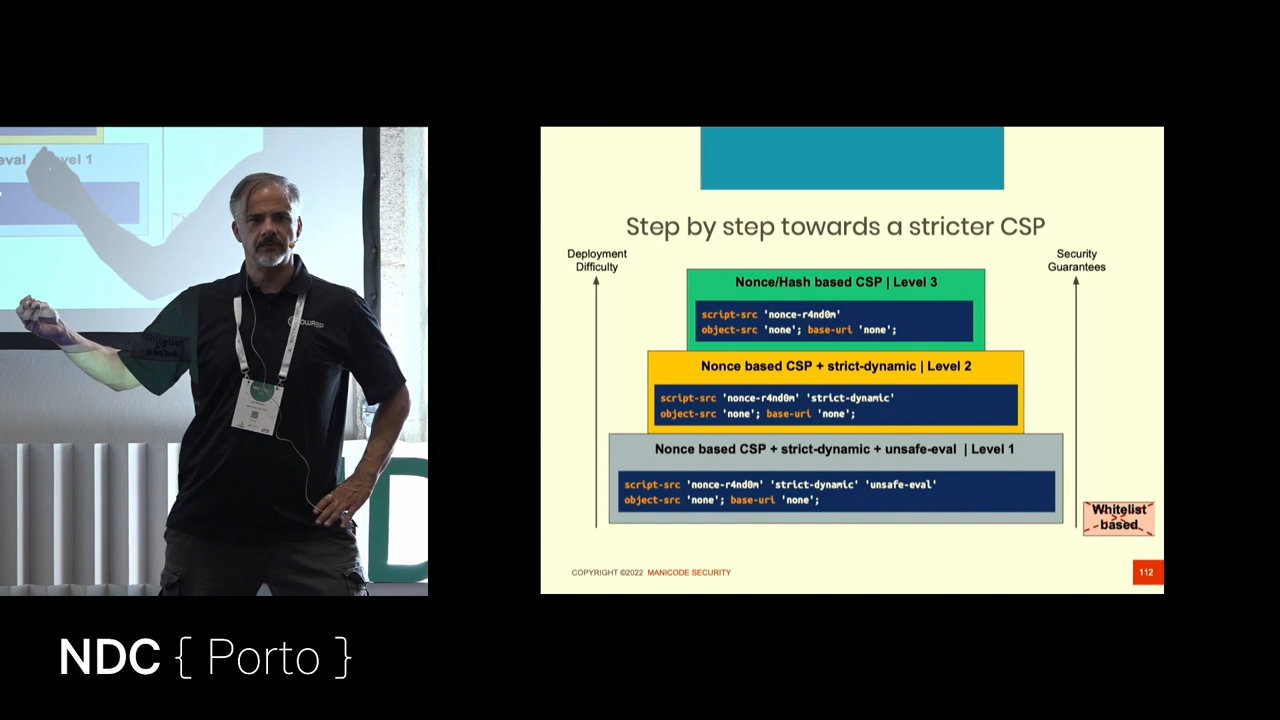 eval
vel 1
OWASP
Step by step towards a stricter CSP
Deployment
Difficulty
Security
Guarantees
Nonce/Hash based CSP | Level 3
script-src 'nonce-r4nd0m'
object-src 'none'; base-uri 'none';
Nonce based CSP + strict-dynamic | Level 2
script-src 'nonce-r4nd0m' 'strict-dynamic'
object-src 'none'; base-uri 'none';
Nonce based CSP + strict-dynamic + unsafe-eval | Level 1
script-src 'nonce-r4nd0m' 'strict-dynamic' 'unsafe-eval'
object-src 'none'; base-uri 'none';
Whitelist
based
COPYRIGHT ©2022 MANICODE SECURITY
112
NDC { Porto }